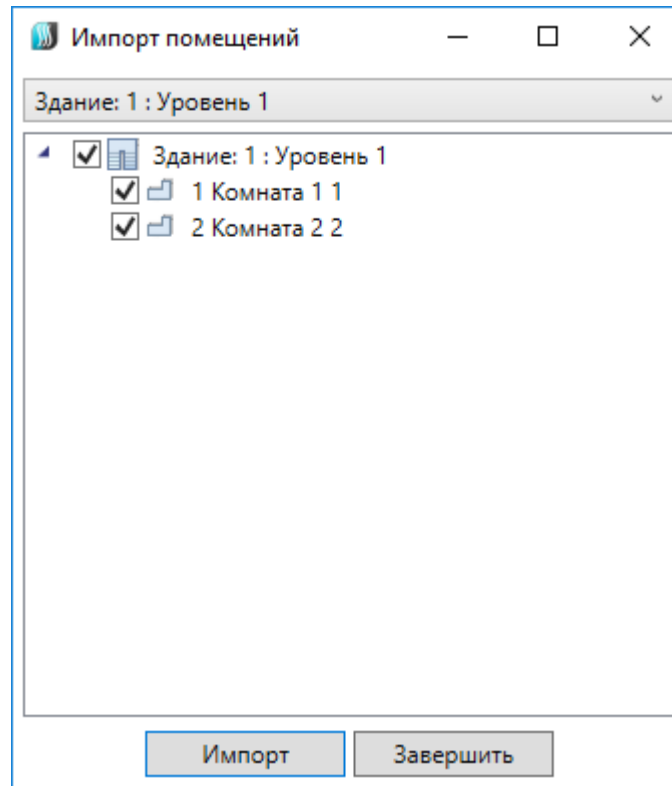 Импорт помещений
Здание: 1 : Уровень 1
Здание: 1 : Уровень 1
1 Комната 1 1
2 Комната 2 2
Импорт Завершить